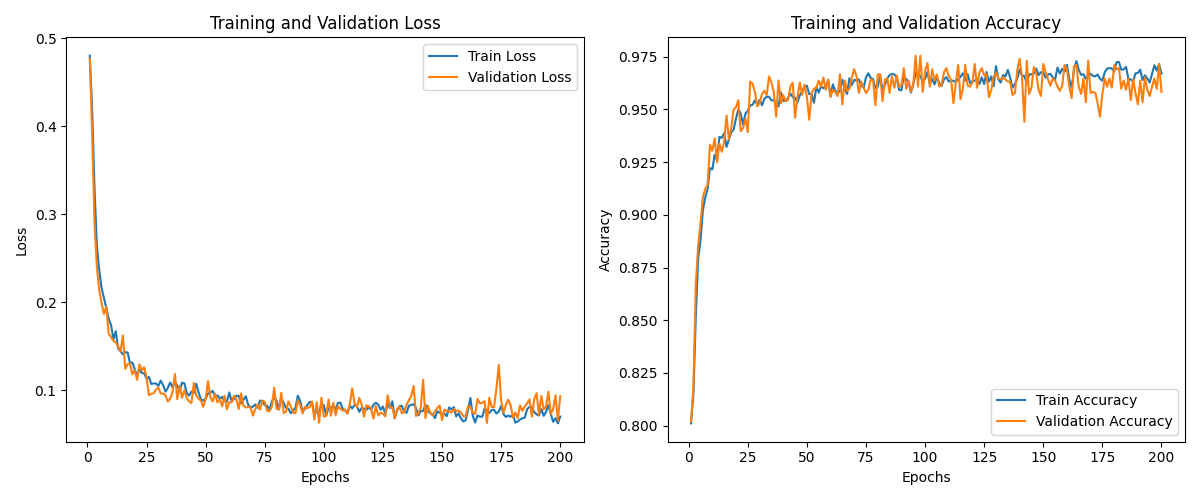 Training and Validation Loss
Training and Validation Accuracy
0.5
0.4
0.3
0.2
0.1
Loss
Train Loss
Validation Loss
0 25 50 75 100 125 150 175 200
Epochs
0.975
0.950
0.925
0.900
0.875
0.850
0.825
0.800
Accuracy
Train Accuracy
Validation Accuracy
0 25 50 75 100 125 150 175 200
Epochs